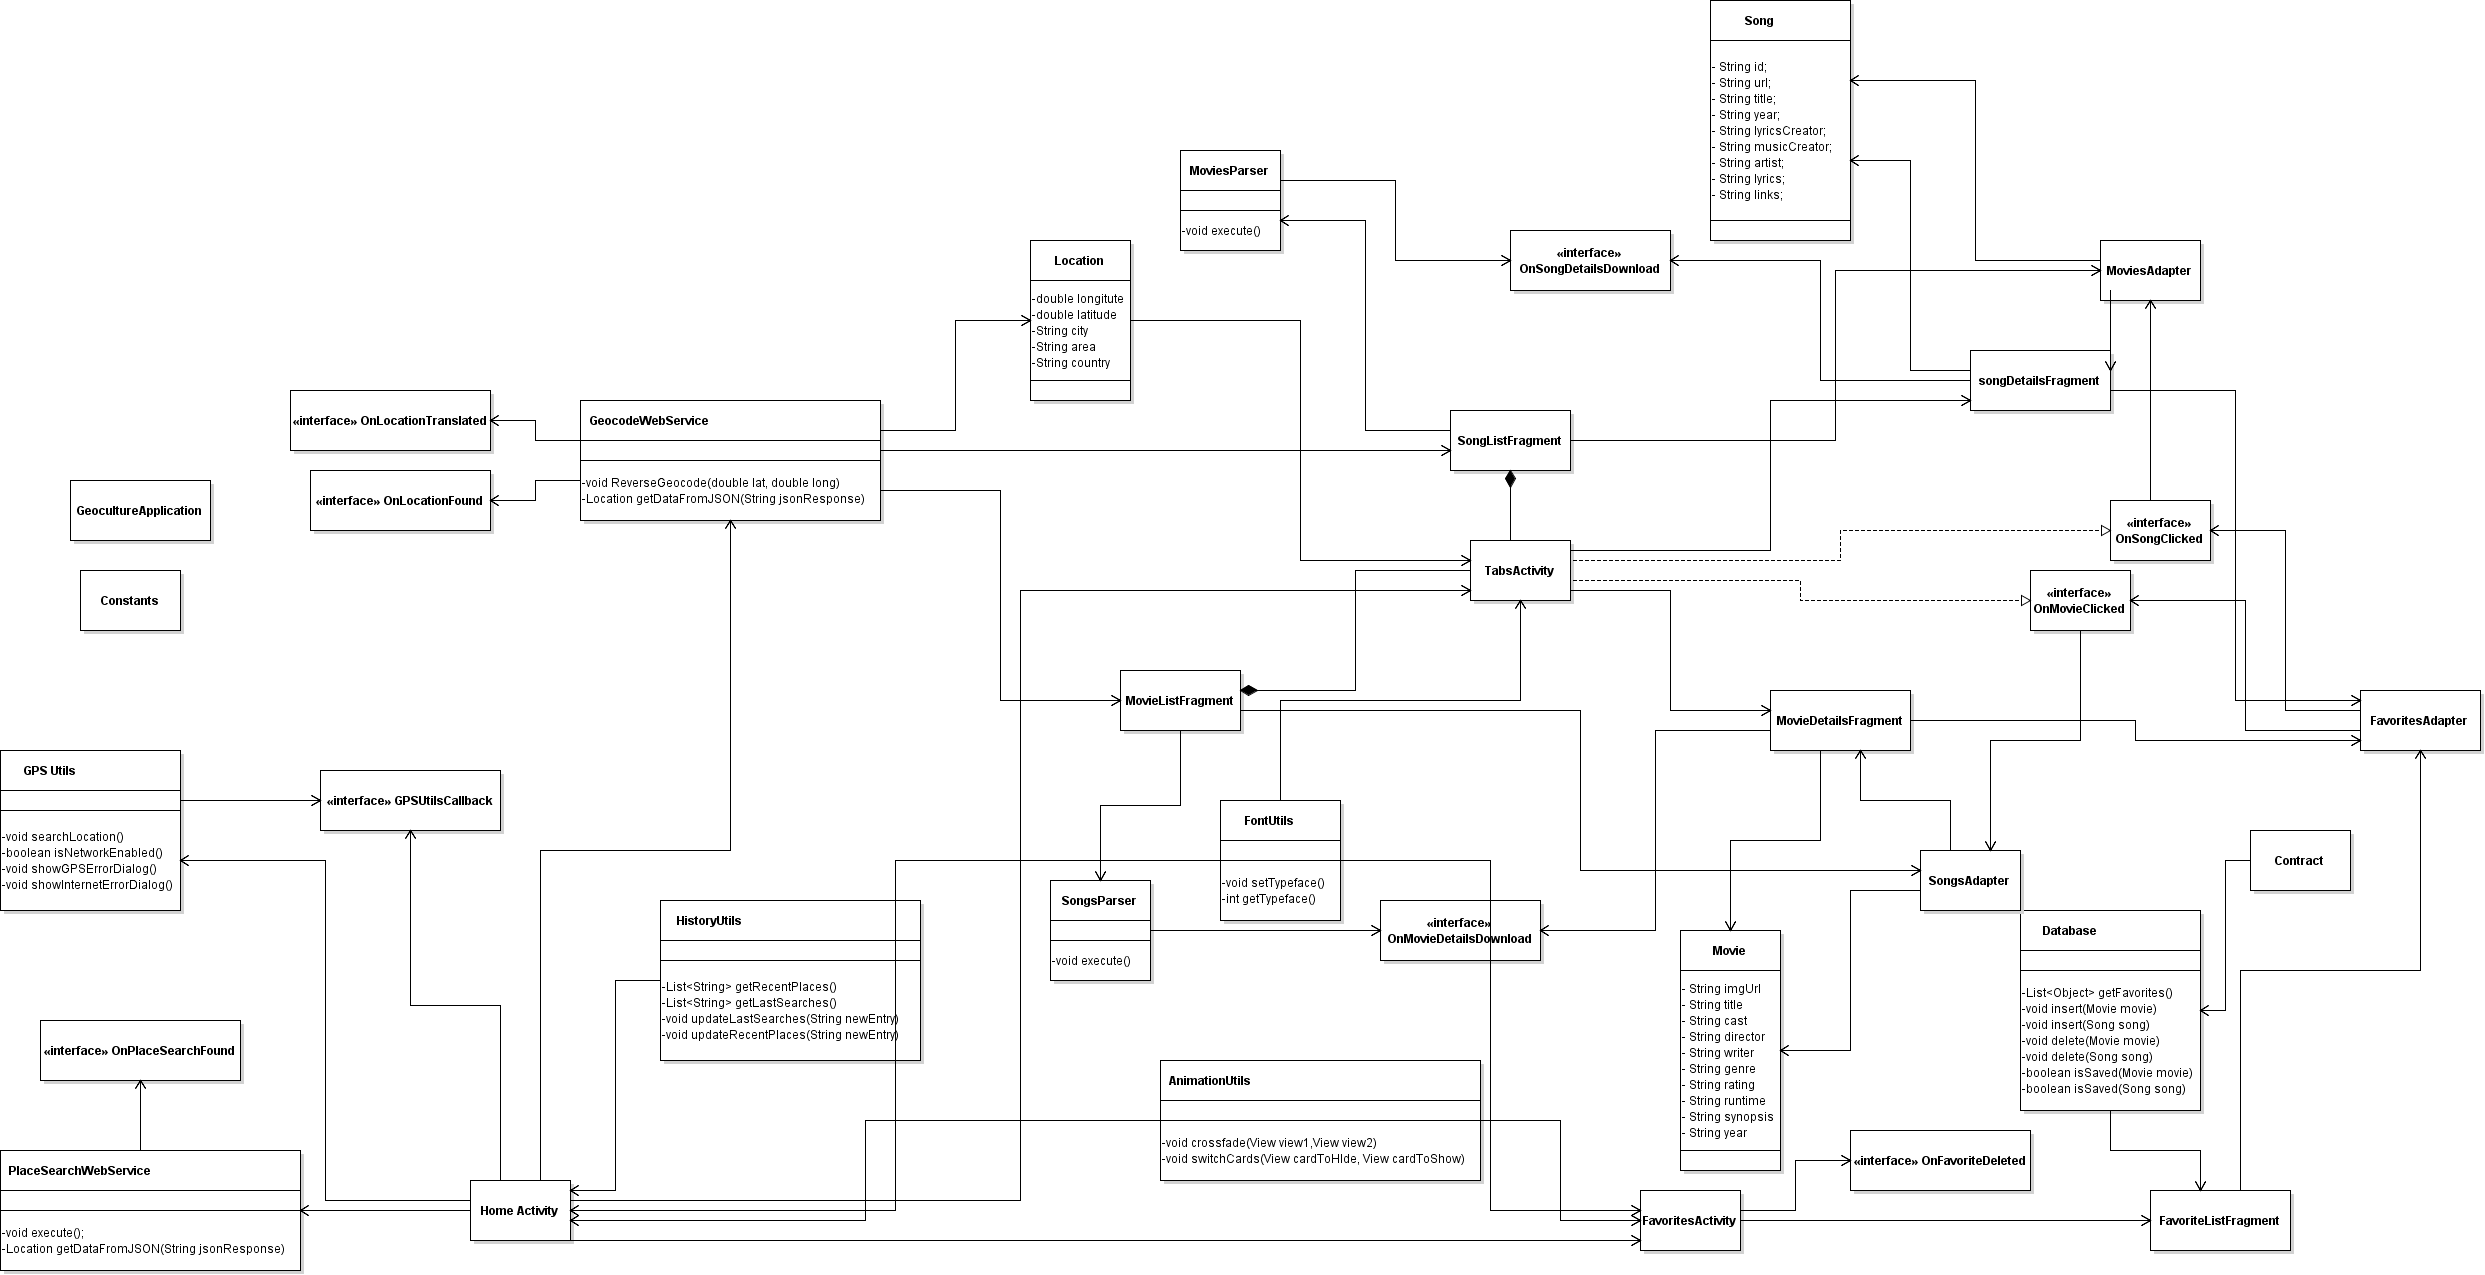 Song
- String id;
- String url;
- String title;
- String year;
- String lyricsCreator;
- String musicCreator;
- String artist;
- String lyrics;
- String links;
MoviesParser
-void execute()
«interface»
OnSongDetailsDownload
Location
-double longitute
-double latitude
-String city
-String area
-String country
MoviesAdapter
songDetailsFragment
«interface» OnLocationTranslated
GeocodeWebService
-void ReverseGeocode(double lat, double long)
-Location getDataFromJSON(String jsonResponse)
SongListFragment
«interface» OnLocationFound
GeocultureApplication
«interface»
OnSongClicked
TabsActivity
Constants
«interface»
OnMovieClicked
MovieListFragment
MovieDetailsFragment
FavoritesAdapter
GPS Utils
-void searchLocation()
-boolean isNetworkEnabled()
-void showGPSErrorDialog()
-void showInternetErrorDialog()
«interface» GPSUtilsCallback
FontUtils
-void setTypeface()
-int getTypeface()
Contract
SongsAdapter
SongsParser
-void execute()
HistoryUtils
-List<String> getRecentPlaces()
-List<String> getLastSearches()
-void updateLastSearches(String newEntry)
-void updateRecentPlaces(String newEntry)
«interface»
OnMovieDetailsDownload
Movie
- String imgUrl
- String title
- String cast
- String director
- String writer
- String genre
- String rating
- String runtime
- String synopsis
- String year
Database
-List<Object> getFavorites()
-void insert(Movie movie)
-void insert(Song song)
-void delete(Movie movie)
-void delete(Song song)
-boolean isSaved(Movie movie)
-boolean isSaved(Song song)
«interface» OnPlaceSearchFound
AnimationUtils
-void crossfade(View view1,View view2)
-void switchCards(View cardToHIde, View cardToShow)
«interface» OnFavoriteDeleted
PlaceSearchWebService
-void execute();
-Location getDataFromJSON(String jsonResponse)
Home Activity
FavoritesActivity
FavoriteListFragment